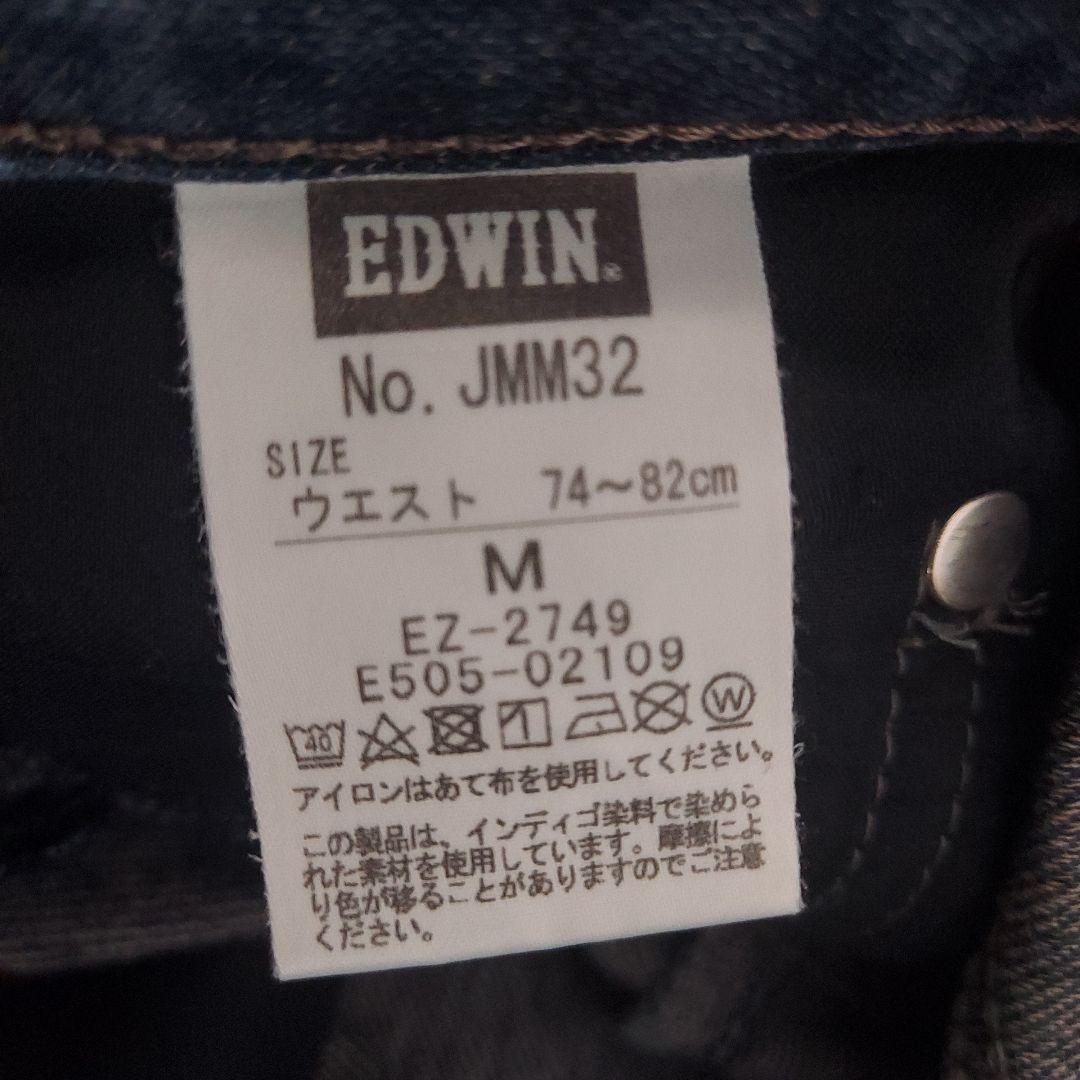 EDWIN®
No. JMM32
SIZE
ウエスト 74～82cm
M
EZ-2749
E505-02109
40 W
アイロンはあて布を使用してください。
この製品は、インディゴ染料で染めら
れた素材を使用しています。摩擦によ
り色が移ることがありますのでご注意
ください。